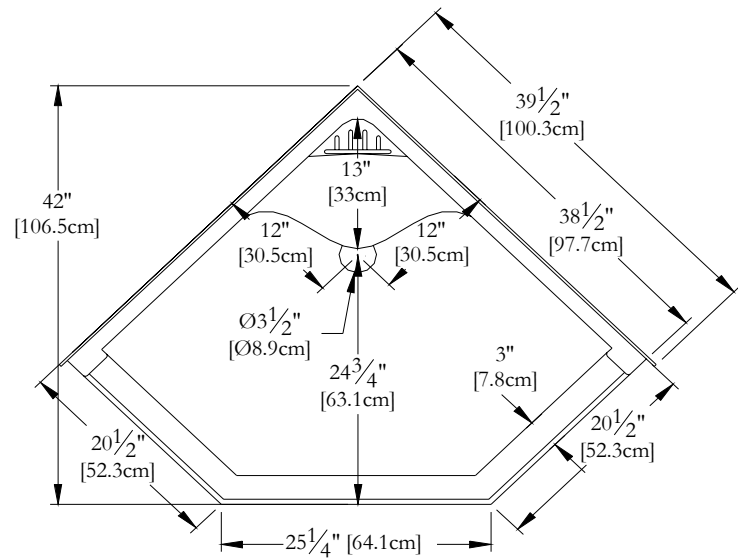 39 1/2"
[100.3cm]
42"
[106.5cm]
13"
[33cm]
38 1/2"
[97.7cm]
12"
[30.5cm]
12"
[30.5cm]
Ø3 1/2"
[Ø8.9cm]
24 3/4"
[63.1cm]
3"
[7.8cm]
20 1/2"
[52.3cm]
20 1/2"
[52.3cm]
25 1/4" [64.1cm]